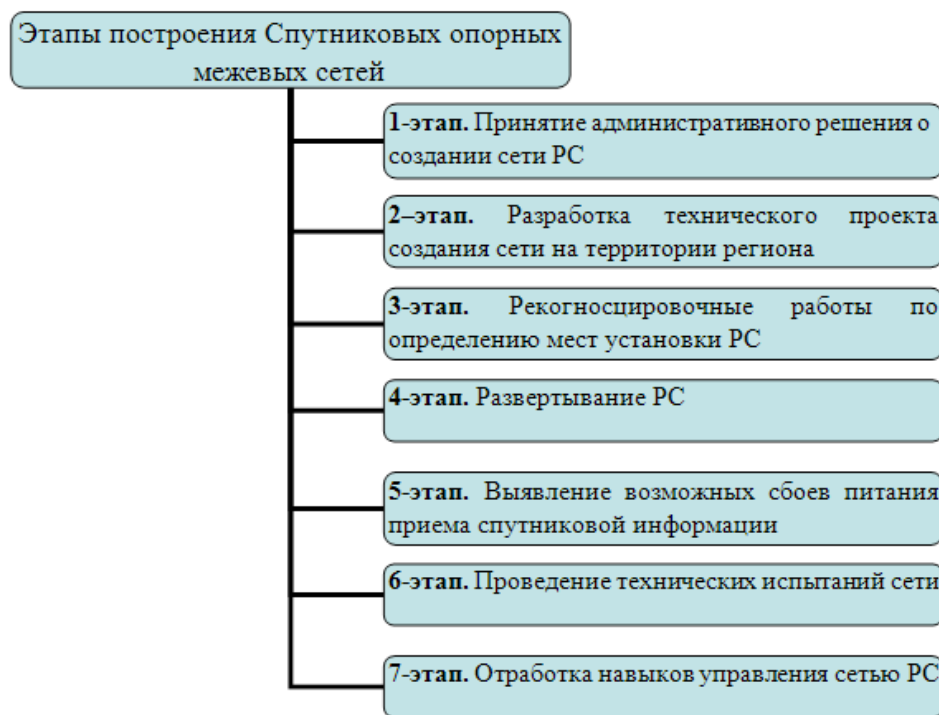 Этапы построения Спутниковых опорных
межевых сетей
1-этап. Принятие административного решения о
создании сети РС
2–этап. Разработка технического проекта
создания сети на территории региона
3-этап. Рекогносцировочные работы по
определению мест установки РС
4-этап. Развертывание РС
5-этап. Выявление возможных сбоев питания
приема спутниковой информации
6-этап. Проведение технических испытаний сети
7-этап. Отработка навыков управления сетью РС